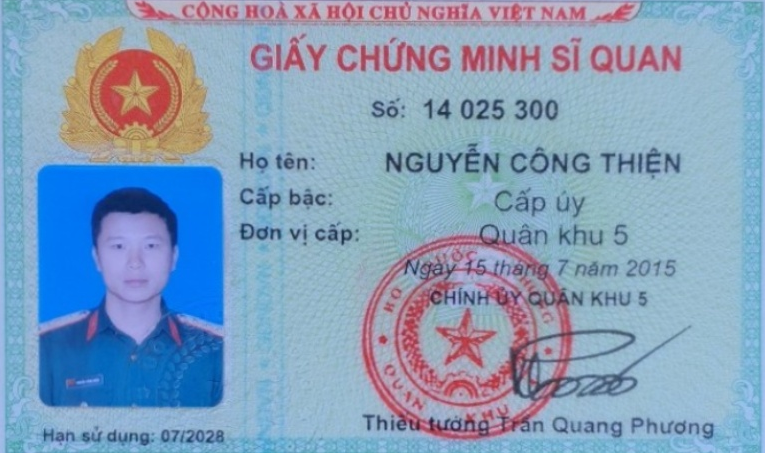 CỘNG HOÀ XÃ HỘI CHỦ NGHĨA VIỆT NAM
GIẤY CHỨNG MINH SĨ QUAN
Số: 14 025 300
Họ tên: NGUYỄN CÔNG THIỆN
Cấp bậc: Cấp úy
Đơn vị cấp: Quân khu 5
Ngày 15 tháng 7 năm 2015
CHÍNH ỦY QUÂN KHU 5
QUÂN KHU
Thiếu tướng Trần Quang Phương
Hạn sử dụng: 07/2028